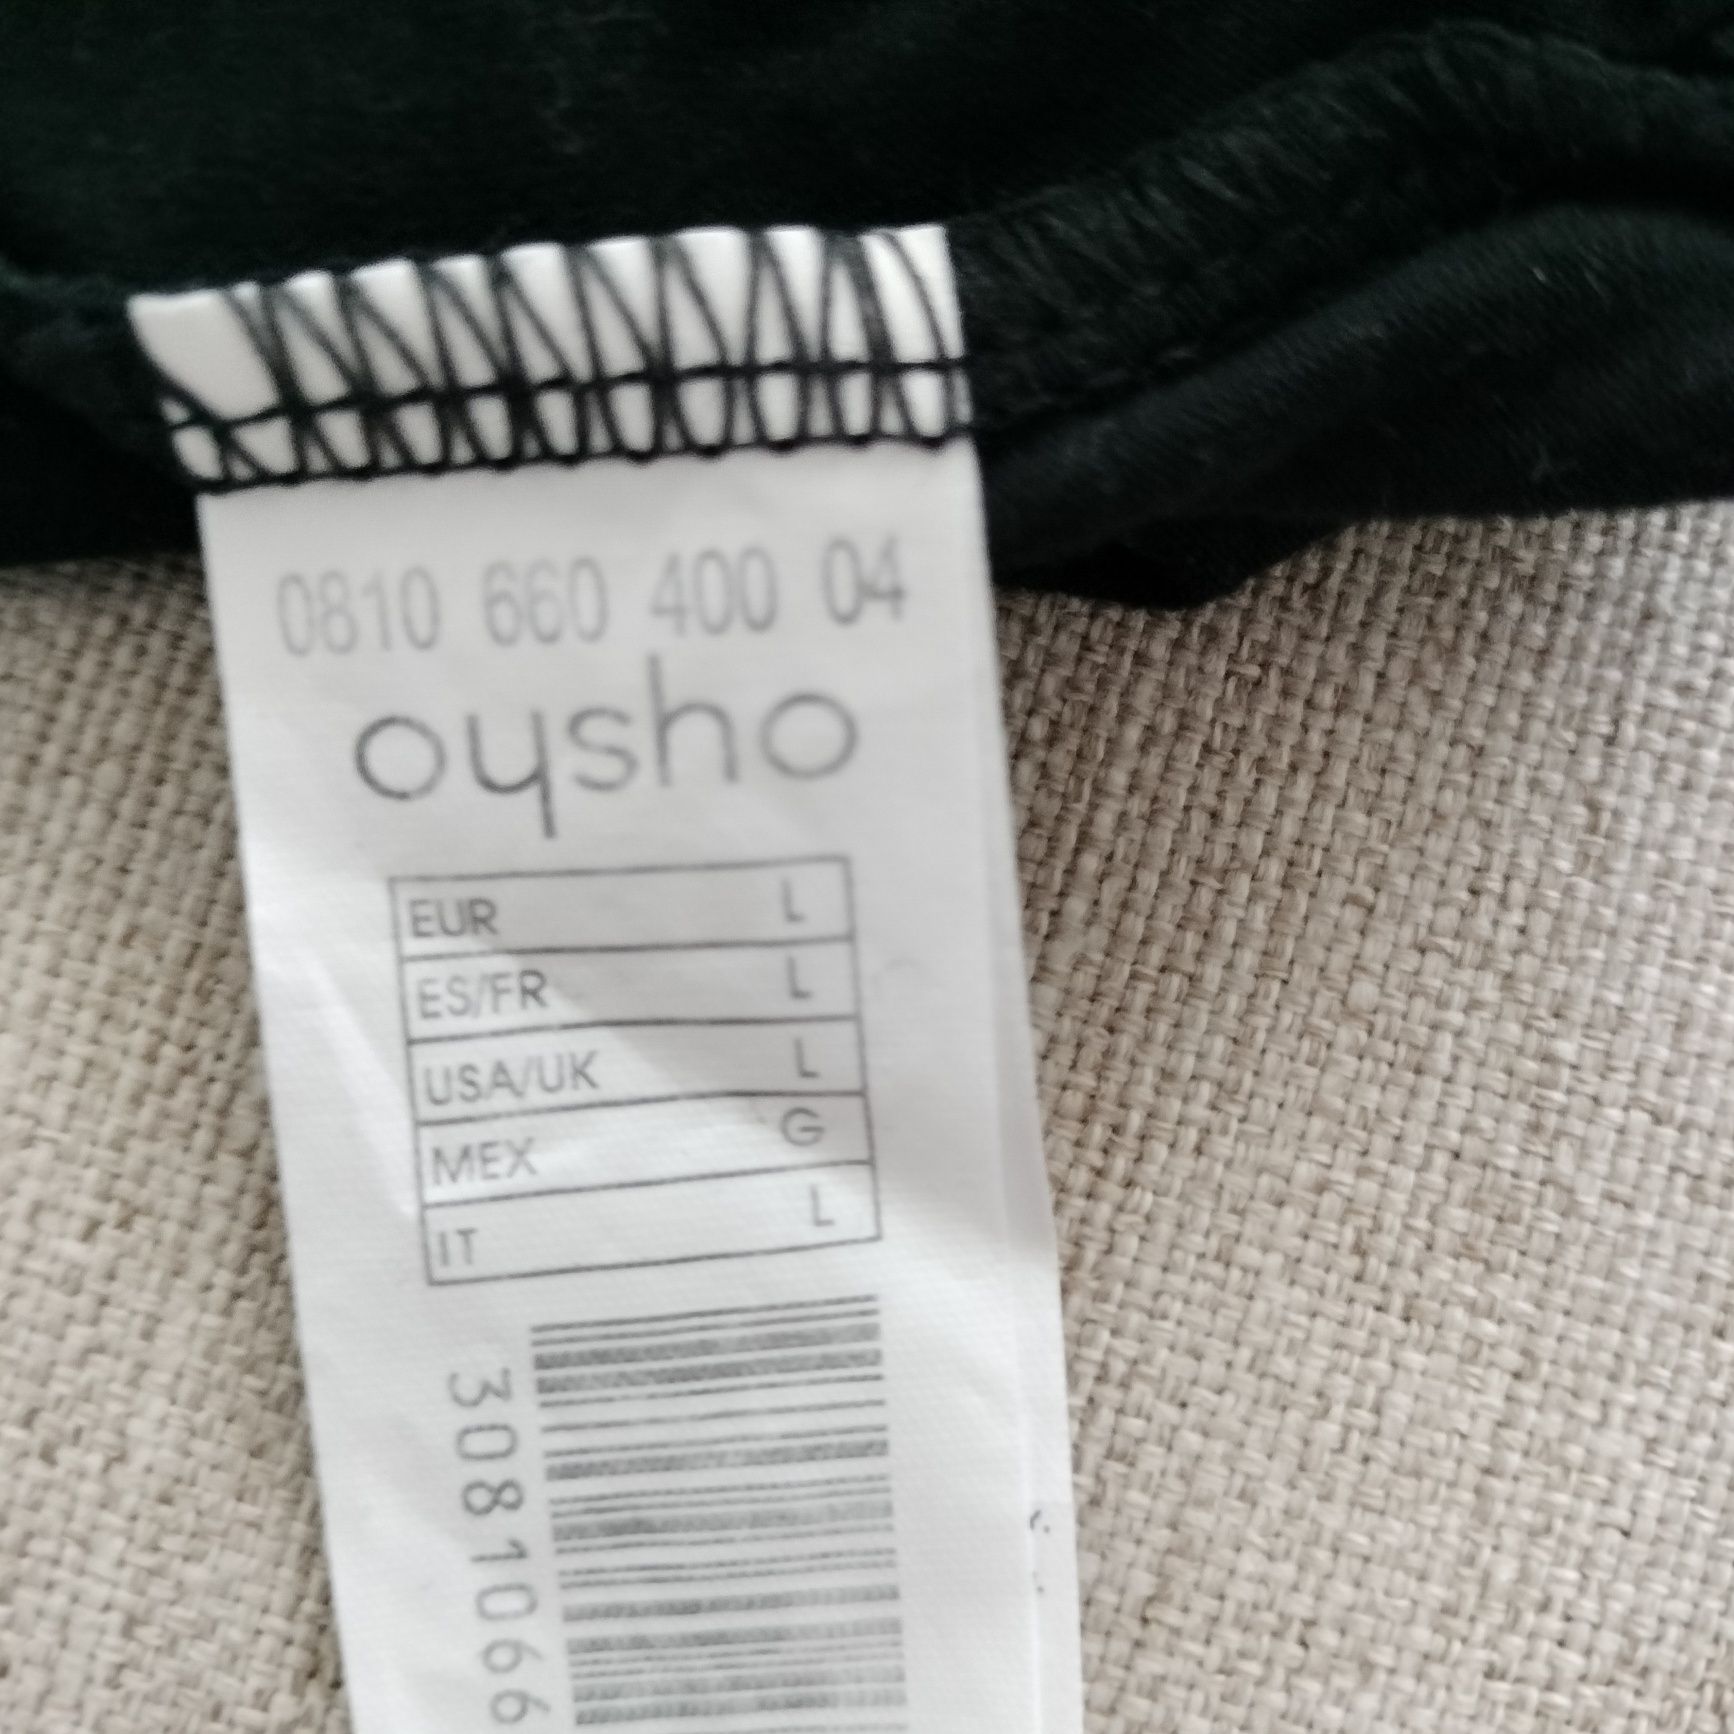 0810 660 400 04
oysho
EUR L
ES/FR L
USA/UK L
MEX G
IT L
3081066